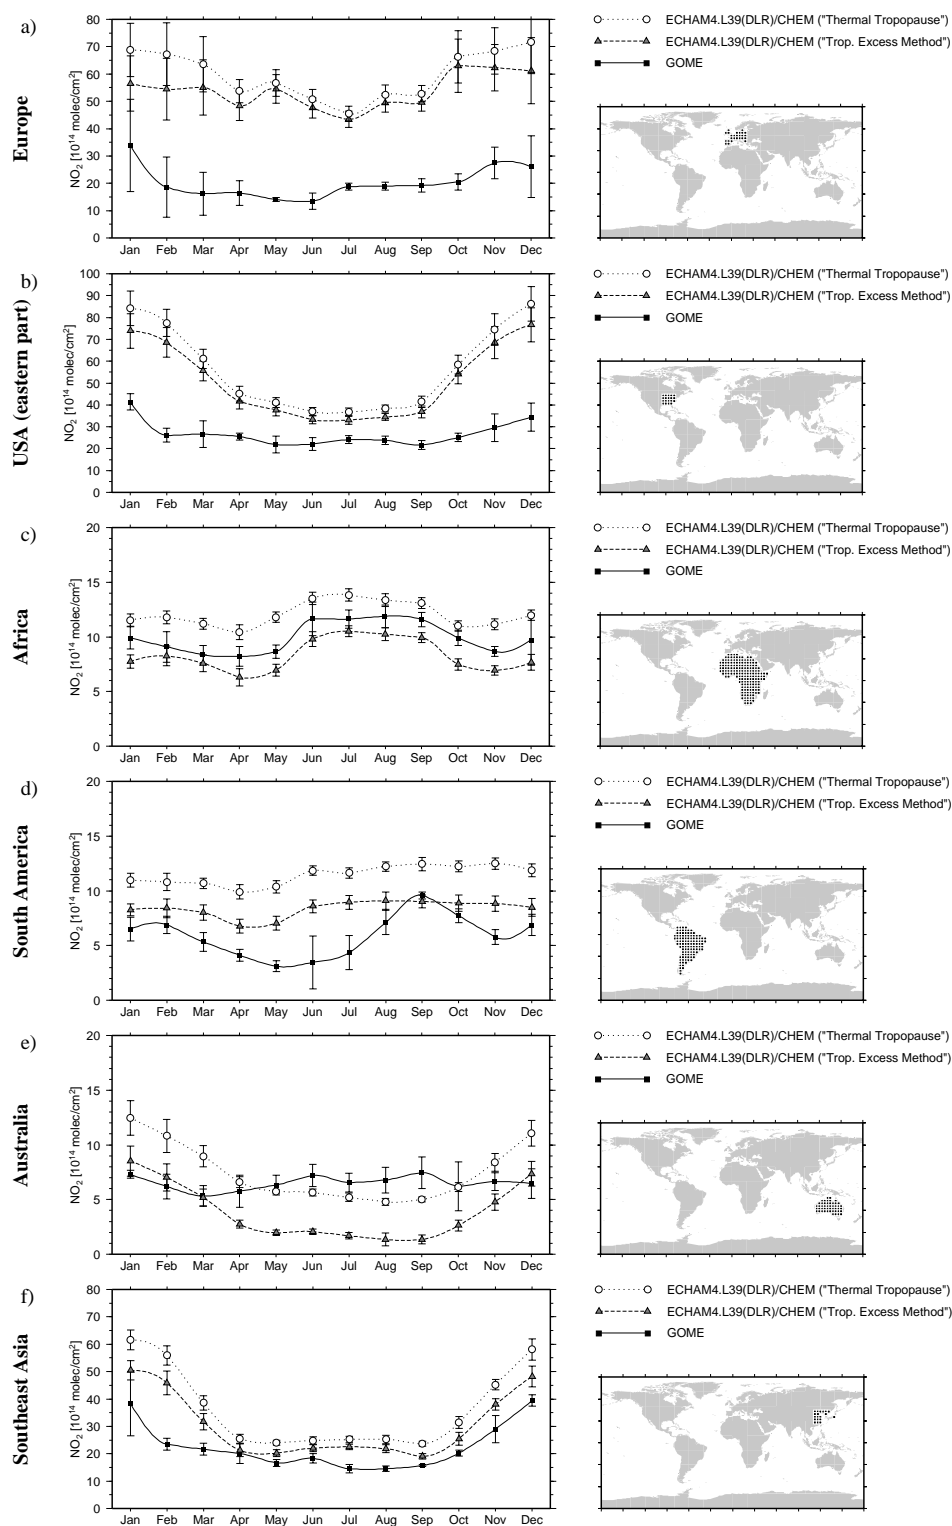 a)
Europe
NO2 [10^14 molec/cm^2]
80
70
60
50
40
30
20
10
0
Jan Feb Mar Apr May Jun Jul Aug Sep Oct Nov Dec
ECHAM4.L39(DLR)/CHEM ("Thermal Tropopause")
ECHAM4.L39(DLR)/CHEM ("Trop. Excess Method")
GOME
b)
USA (eastern part)
NO2 [10^14 molec/cm^2]
100
90
80
70
60
50
40
30
20
10
0
Jan Feb Mar Apr May Jun Jul Aug Sep Oct Nov Dec
ECHAM4.L39(DLR)/CHEM ("Thermal Tropopause")
ECHAM4.L39(DLR)/CHEM ("Trop. Excess Method")
GOME
c)
Africa
NO2 [10^14 molec/cm^2]
20
15
10
5
0
Jan Feb Mar Apr May Jun Jul Aug Sep Oct Nov Dec
ECHAM4.L39(DLR)/CHEM ("Thermal Tropopause")
ECHAM4.L39(DLR)/CHEM ("Trop. Excess Method")
GOME
d)
South America
NO2 [10^14 molec/cm^2]
20
15
10
5
0
Jan Feb Mar Apr May Jun Jul Aug Sep Oct Nov Dec
ECHAM4.L39(DLR)/CHEM ("Thermal Tropopause")
ECHAM4.L39(DLR)/CHEM ("Trop. Excess Method")
GOME
e)
Australia
NO2 [10^14 molec/cm^2]
20
15
10
5
0
Jan Feb Mar Apr May Jun Jul Aug Sep Oct Nov Dec
ECHAM4.L39(DLR)/CHEM ("Thermal Tropopause")
ECHAM4.L39(DLR)/CHEM ("Trop. Excess Method")
GOME
f)
Southeast Asia
NO2 [10^14 molec/cm^2]
80
70
60
50
40
30
20
10
0
Jan Feb Mar Apr May Jun Jul Aug Sep Oct Nov Dec
ECHAM4.L39(DLR)/CHEM ("Thermal Tropopause")
ECHAM4.L39(DLR)/CHEM ("Trop. Excess Method")
GOME